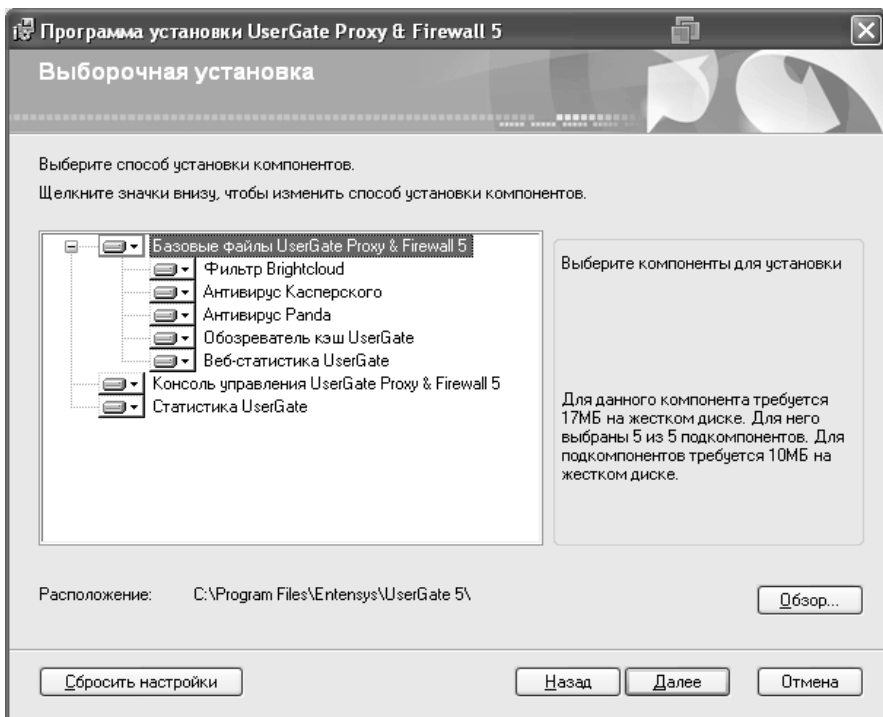 Программа установки UserGate Proxy & Firewall 5
Выборочная установка
Выберите способ установки компонентов.
Щелкните значки внизу, чтобы изменить способ установки компонентов.
Базовые файлы UserGate Proxy & Firewall 5
Фильтр Brightcloud
Антивирус Касперского
Антивирус Panda
Обозреватель кэш UserGate
Веб-статистика UserGate
Консоль управления UserGate Proxy & Firewall 5
Статистика UserGate
Выберите компоненты для установки
Для данного компонента требуется
17МБ на жестком диске. Для него
выбраны 5 из 5 подкомпонентов. Для
подкомпонентов требуется 10МБ на
жестком диске.
Расположение: C:\Program Files\Entensys\UserGate 5\
Обзор...
Сбросить настройки Назад Далее Отмена